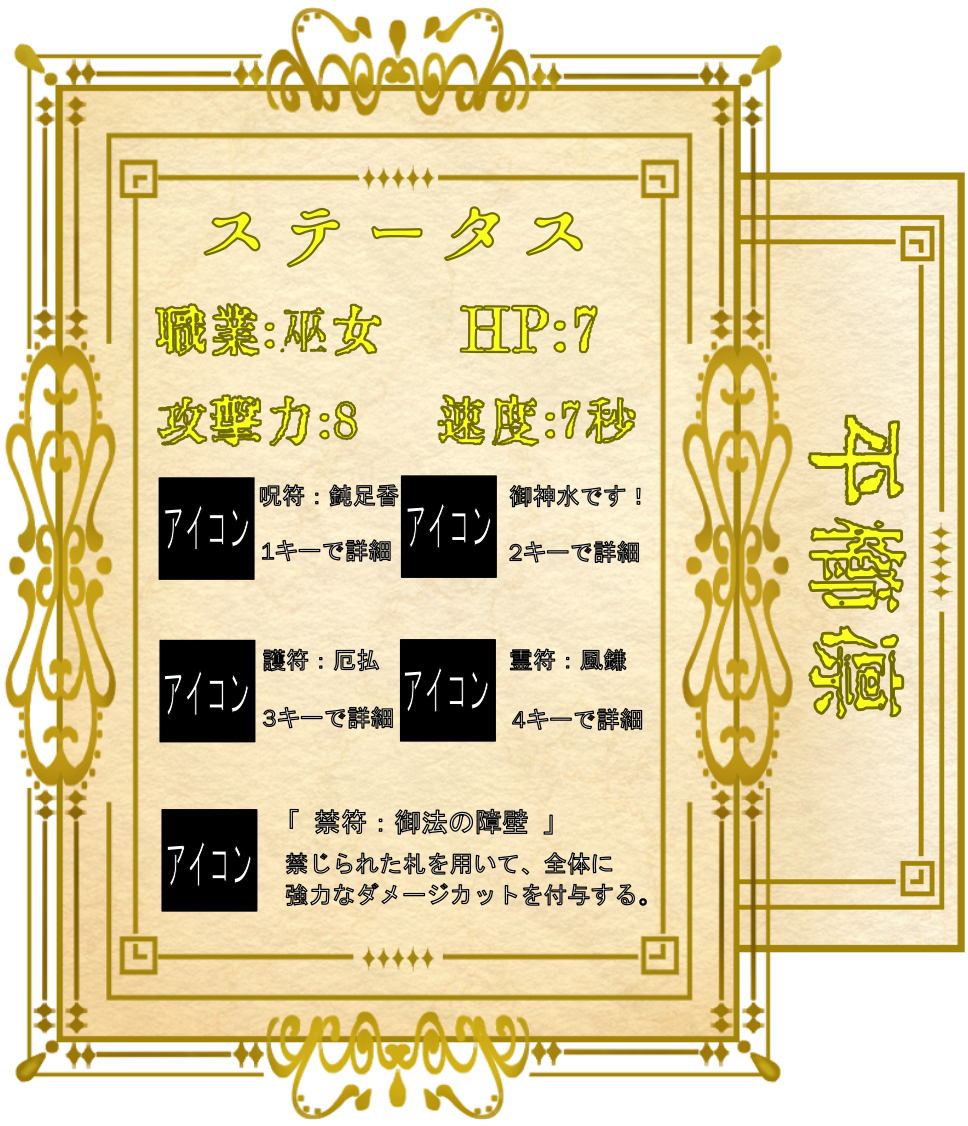 ステータス
職業:巫女
HP:7
攻撃力:8
速度:7秒
アイコン
呪符：鈍足香
1キーで詳細
アイコン
御神水です！
2キーで詳細
アイコン
護符：厄払
3キーで詳細
アイコン
霊符：風鎌
4キーで詳細
アイコン
「 禁符：御法の障壁 」
禁じられた札を用いて、全体に
強力なダメージカットを付与する。
本櫛凛